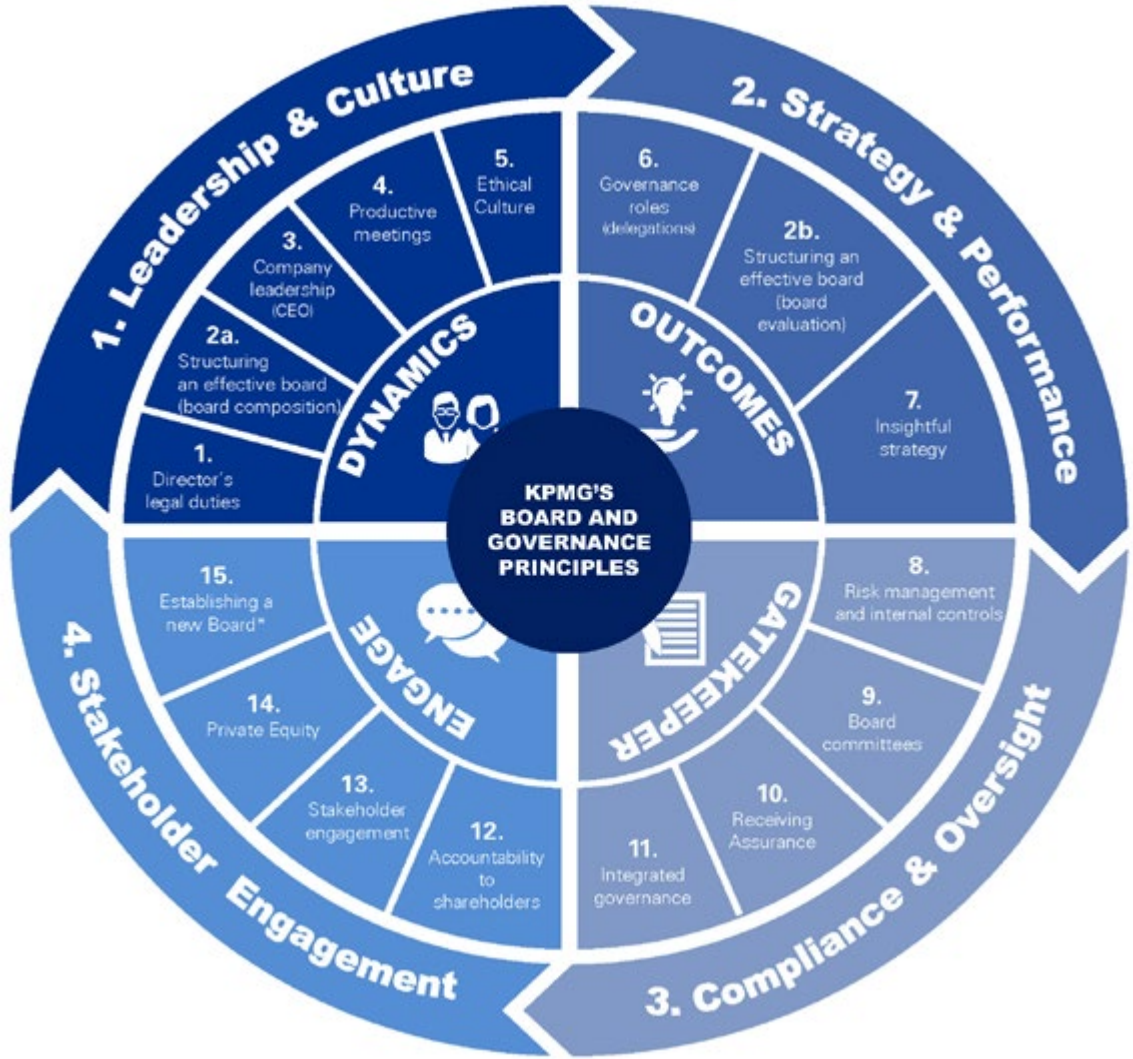 1. Leadership & Culture
2. Strategy & Performance
3. Compliance & Oversight
4. Stakeholder Engagement
DYNAMICS
OUTCOMES
GATEKEEPER
ENGAGE
KPMG'S
BOARD AND
GOVERNANCE
PRINCIPLES
1.
Director's
legal duties
2a.
Structuring
an effective board
(board composition)
3.
Company
leadership
(CEO)
4.
Productive
meetings
5.
Ethical
Culture
6.
Governance
roles
(delegations)
2b.
Structuring an
effective board
(board
evaluation)
7.
Insightful
strategy
8.
Risk management
and internal controls
9.
Board
committees
10.
Receiving
Assurance
11.
Integrated
governance
12.
Accountability
to
shareholders
13.
Stakeholder
engagement
14.
Private Equity
15.
Establishing a
new Board*